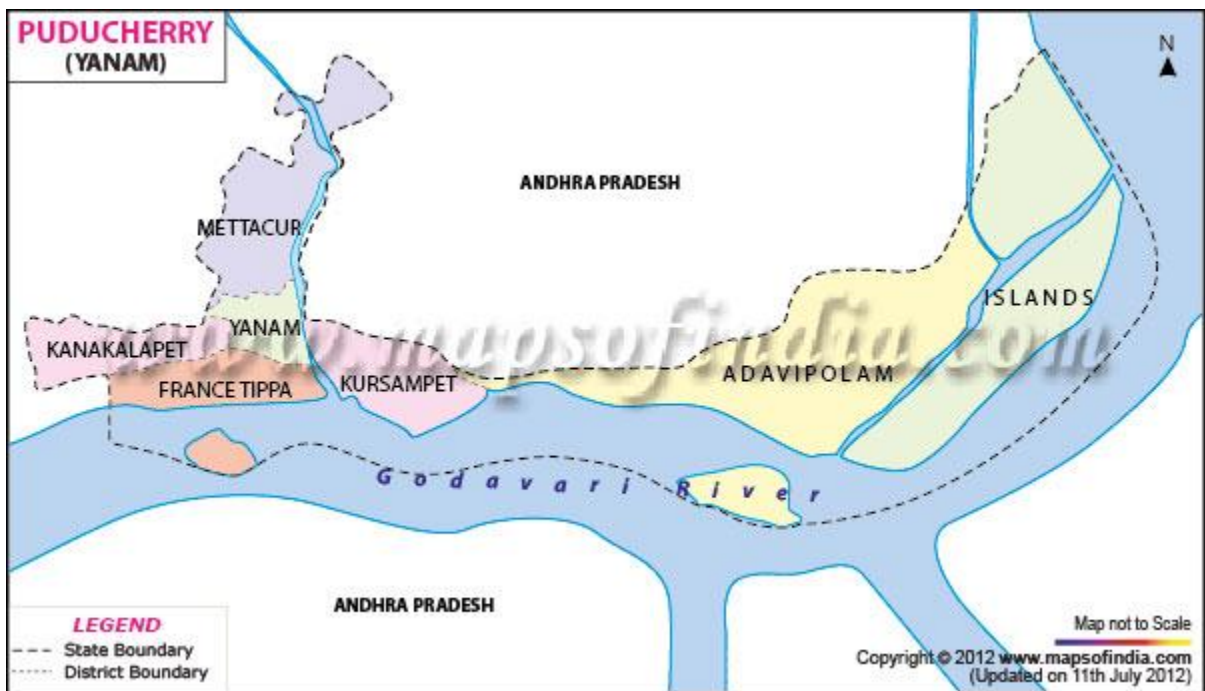 PUDUCHERRY
(YANAM)
N
ANDHRA PRADESH
METTACUR
ISLANDS
YANAM
KANAKALAPET
www.mapsofindia.com
ADAVIPOLAM
FRANCE TIPPA
KURSAMPET
Godavari River
ANDHRA PRADESH
LEGEND
State Boundary
District Boundary
Map not to Scale
Copyright © 2012 www.mapsofindia.com
(Updated on 11th July 2012)